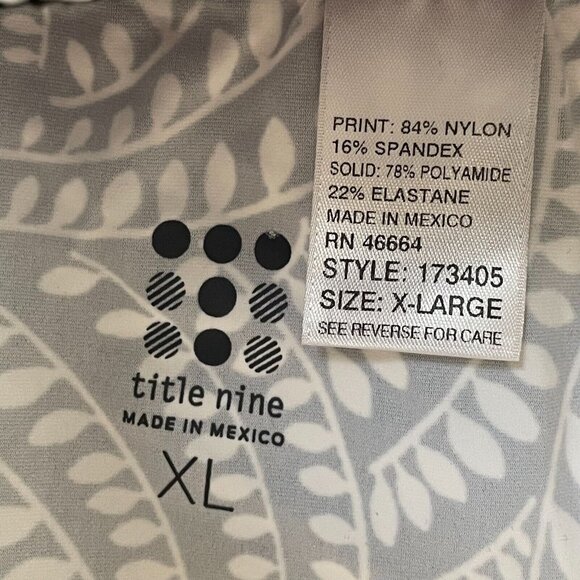 PRINT: 84% NYLON
16% SPANDEX
SOLID: 78% POLYAMIDE
22% ELASTANE
MADE IN MEXICO
RN 46664
STYLE: 173405
SIZE: X-LARGE
SEE REVERSE FOR CARE
title nine
MADE IN MEXICO
XL